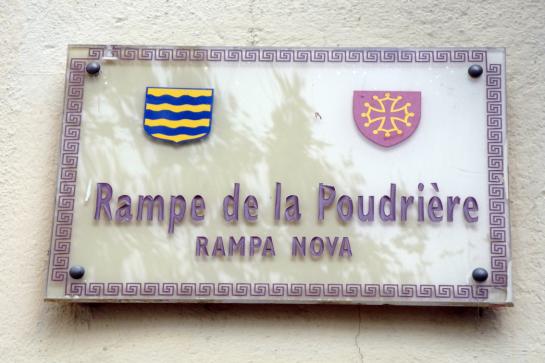 Rampe de la Poudrière
RAMPA NOVA